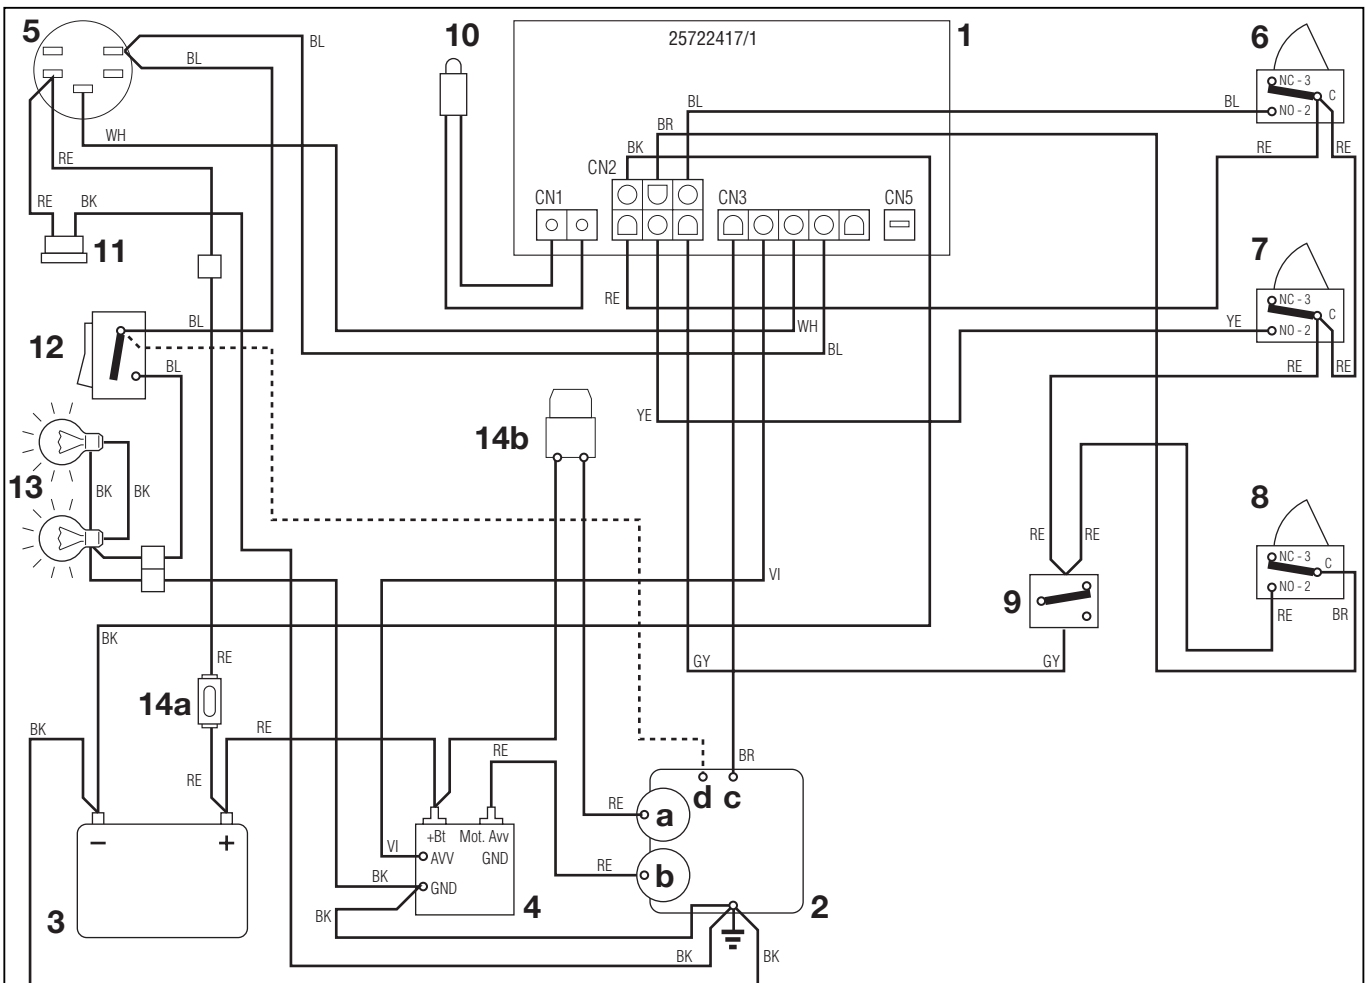 5
BL
10
25722417/1
1
6
BL
NC - 3
C
NO - 2
BL
BL
BR
WH
BK
RE
RE
RE
CN2
RE
BK
CN1
CN3
CN5
11
7
RE
NC - 3
C
YE
NO - 2
BL
WH
12
BL
BL
RE
RE
YE
14b
13
BK
BK
8
RE
RE
NC - 3
C
NO - 2
VI
9
RE
BR
BK
RE
GY
GY
14a
BK
RE
RE
BR
RE
d
c
RE
a
+Bt
Mot. Avv
VI
AVV
GND
RE
b
BK
GND
–
+
3
BK
4
2
BK
BK